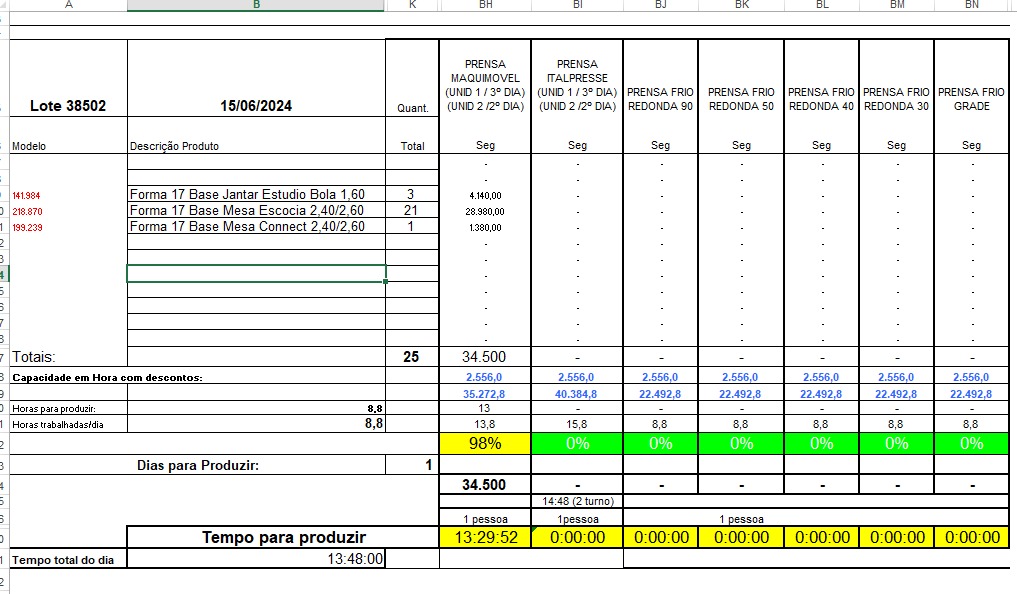 A B K BH BI BJ BK BL BM BN
Lote 38502 15/06/2024 Quant. PRENSA MAQUIMOVEL (UNID 1 / 3º DIA) (UNID 2 /2º DIA) PRENSA ITALPRESSE (UNID 1 / 3º DIA) (UNID 2 /2º DIA) PRENSA FRIO REDONDA 90 PRENSA FRIO REDONDA 50 PRENSA FRIO REDONDA 40 PRENSA FRIO REDONDA 30 PRENSA FRIO GRADE
Modelo Descrição Produto Total Seg Seg Seg Seg Seg Seg Seg
- - - - - - -
- - - - - - -
141.984 Forma 17 Base Jantar Estudio Bola 1,60 3 4.140,00 - - - - - -
218.870 Forma 17 Base Mesa Escocia 2,40/2,60 21 28.980,00 - - - - - -
199.239 Forma 17 Base Mesa Connect 2,40/2,60 1 1.380,00 - - - - - -
- - - - - - -
- - - - - - -
- - - - - - -
- - - - - - -
- - - - - - -
- - - - - - -
- - - - - - -
Totais: 25 34.500 - - - - - -
Capacidade em Hora com descontos: 2.556,0 2.556,0 2.556,0 2.556,0 2.556,0 2.556,0 2.556,0
35.272,8 40.384,8 22.492,8 22.492,8 22.492,8 22.492,8 22.492,8
Horas para produzir: 8,8 13 - - - - - -
Horas trabalhadas/dia 8,8 13,8 15,8 8,8 8,8 8,8 8,8 8,8
98% 0% 0% 0% 0% 0% 0%
Dias para Produzir: 1
34.500 - - - - - -
14:48 (2 turno)
1 pessoa 1pessoa 1 pessoa
Tempo para produzir 13:29:52 0:00:00 0:00:00 0:00:00 0:00:00 0:00:00 0:00:00
Tempo total do dia 13:48:00